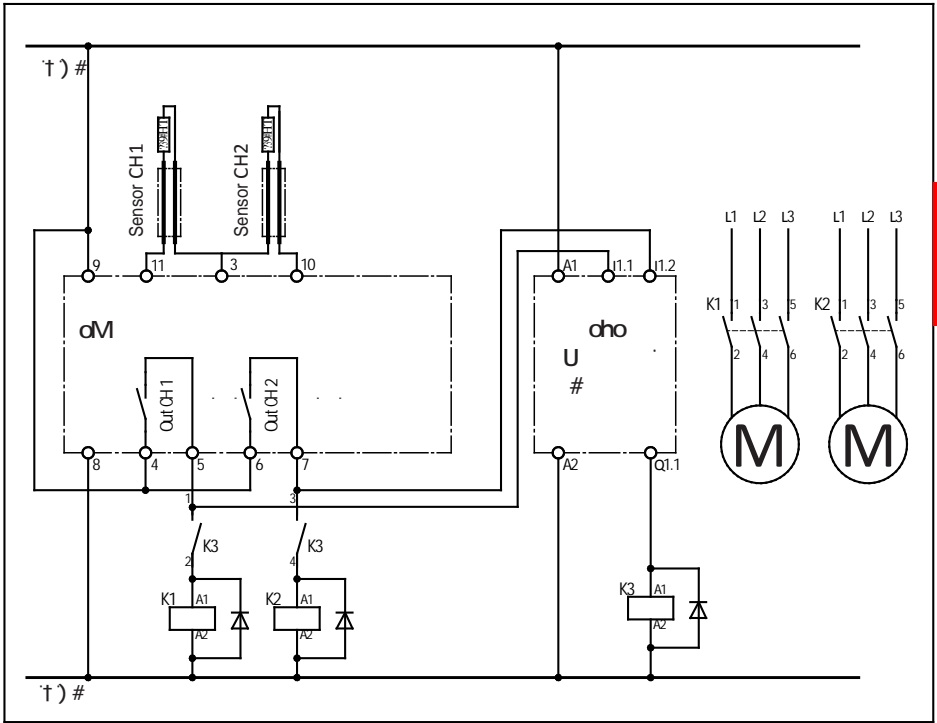 Sensor CH1
Sensor CH2
L1 L2 L3
L1 L2 L3
9 11 3 10
A1 I1.1 I1.2
K1 1 3 5
K2 1 3 5
2 4 6
2 4 6
Out CH1
Out CH2
M M
8 4 5 6 7
A2 Q1.1
1 3
K3 K3
2 4
K1 A1
K2 A1
K3 A1
A2 A2 A2